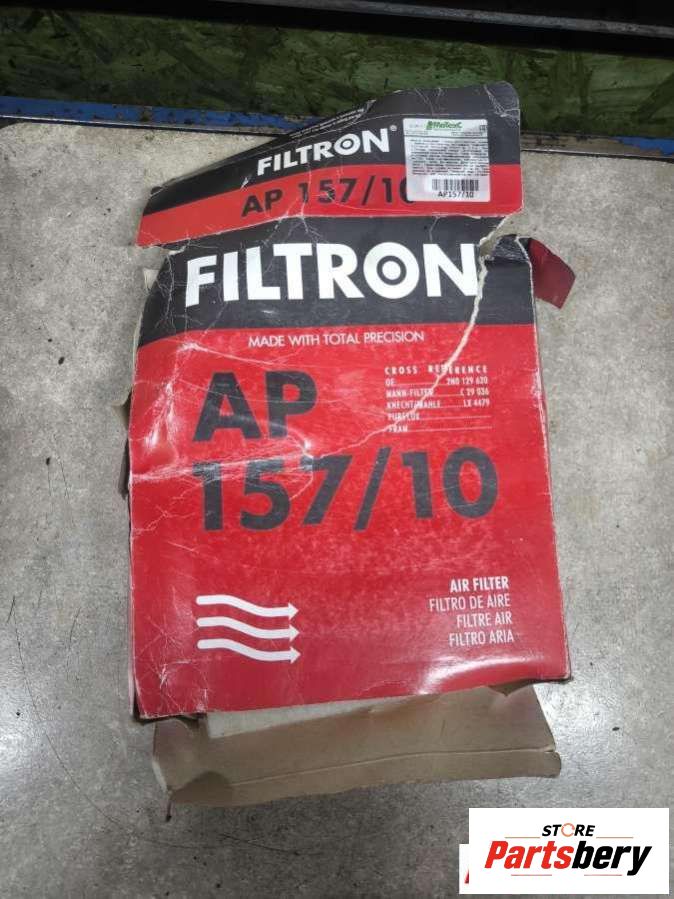 FILTRON®
AP 157/10
AP157/10
FILTRON
MADE WITH TOTAL PRECISION
AP
157/10
CROSS REFERENCE
OE 2N0 129 620
MANN-FILTER C 29 036
KNECHT/MAHLE LX 4479
PURFLUX
FRAM
AIR FILTER
FILTRO DE AIRE
FILTRE AIR
FILTRO ARIA
STORE
Partsbery